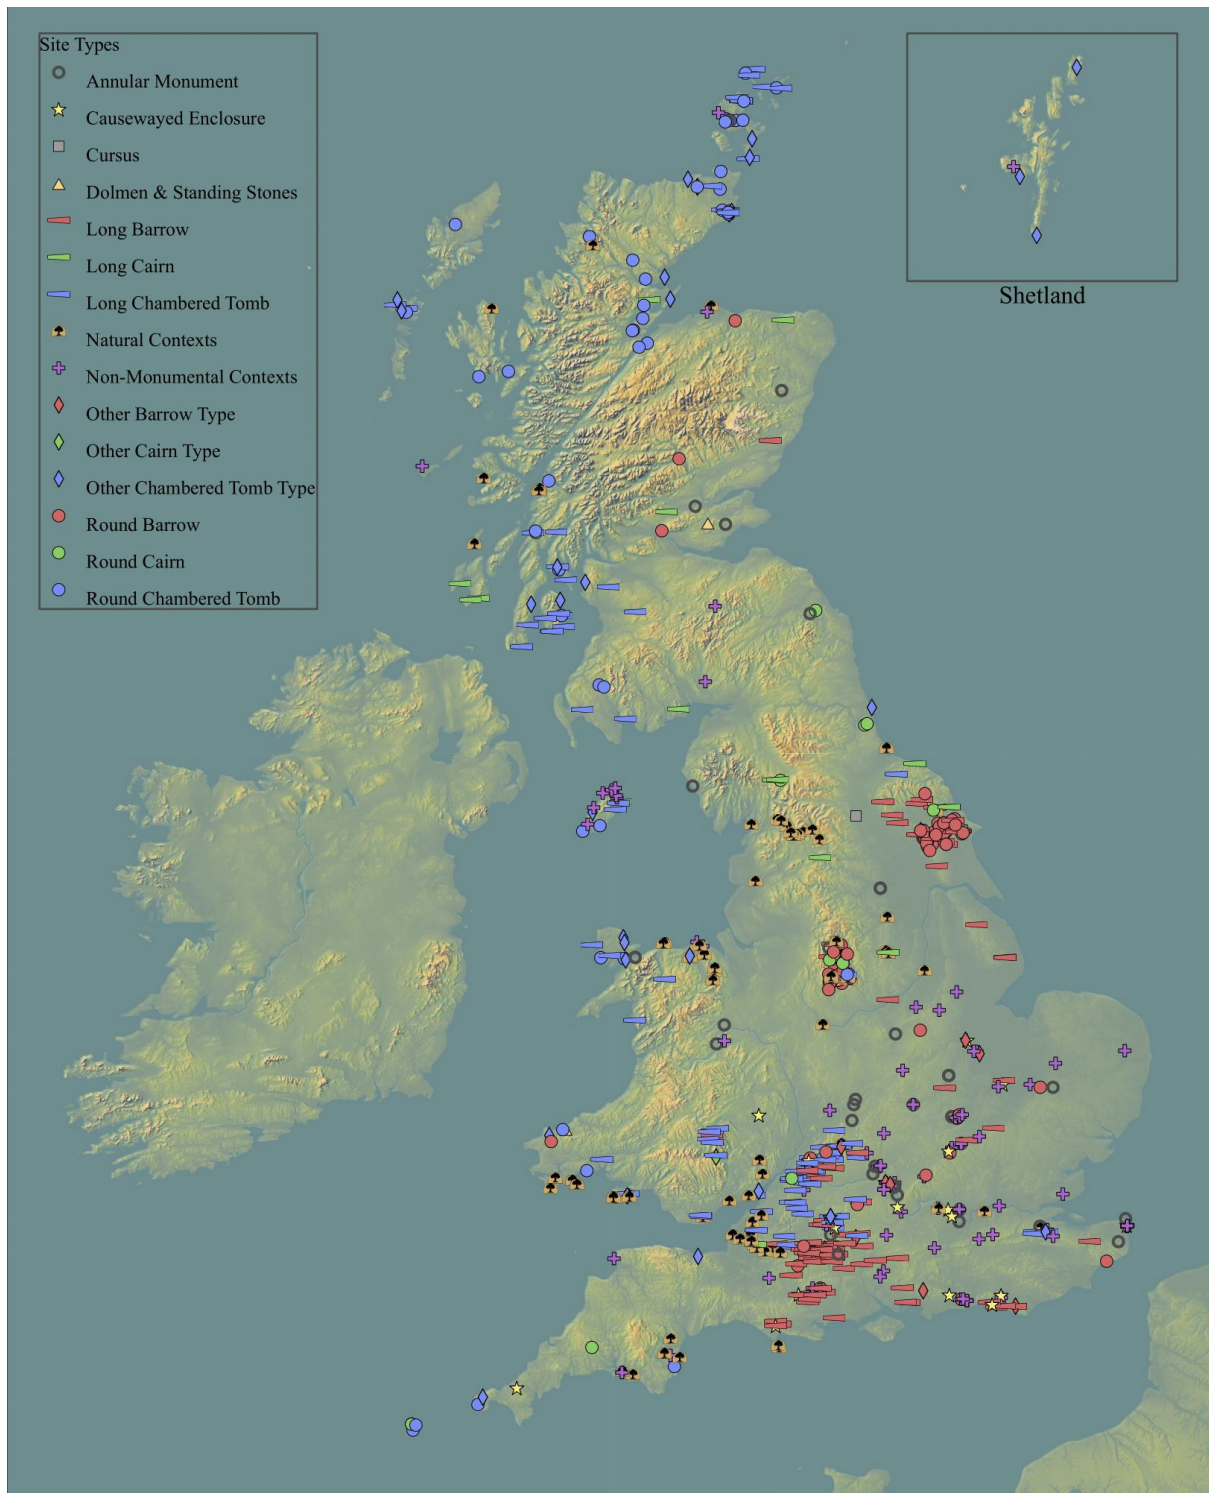 Site Types
Annular Monument
Causewayed Enclosure
Cursus
Dolmen & Standing Stones
Long Barrow
Long Cairn
Long Chambered Tomb
Natural Contexts
Non-Monumental Contexts
Other Barrow Type
Other Cairn Type
Other Chambered Tomb Type
Round Barrow
Round Cairn
Round Chambered Tomb
Shetland